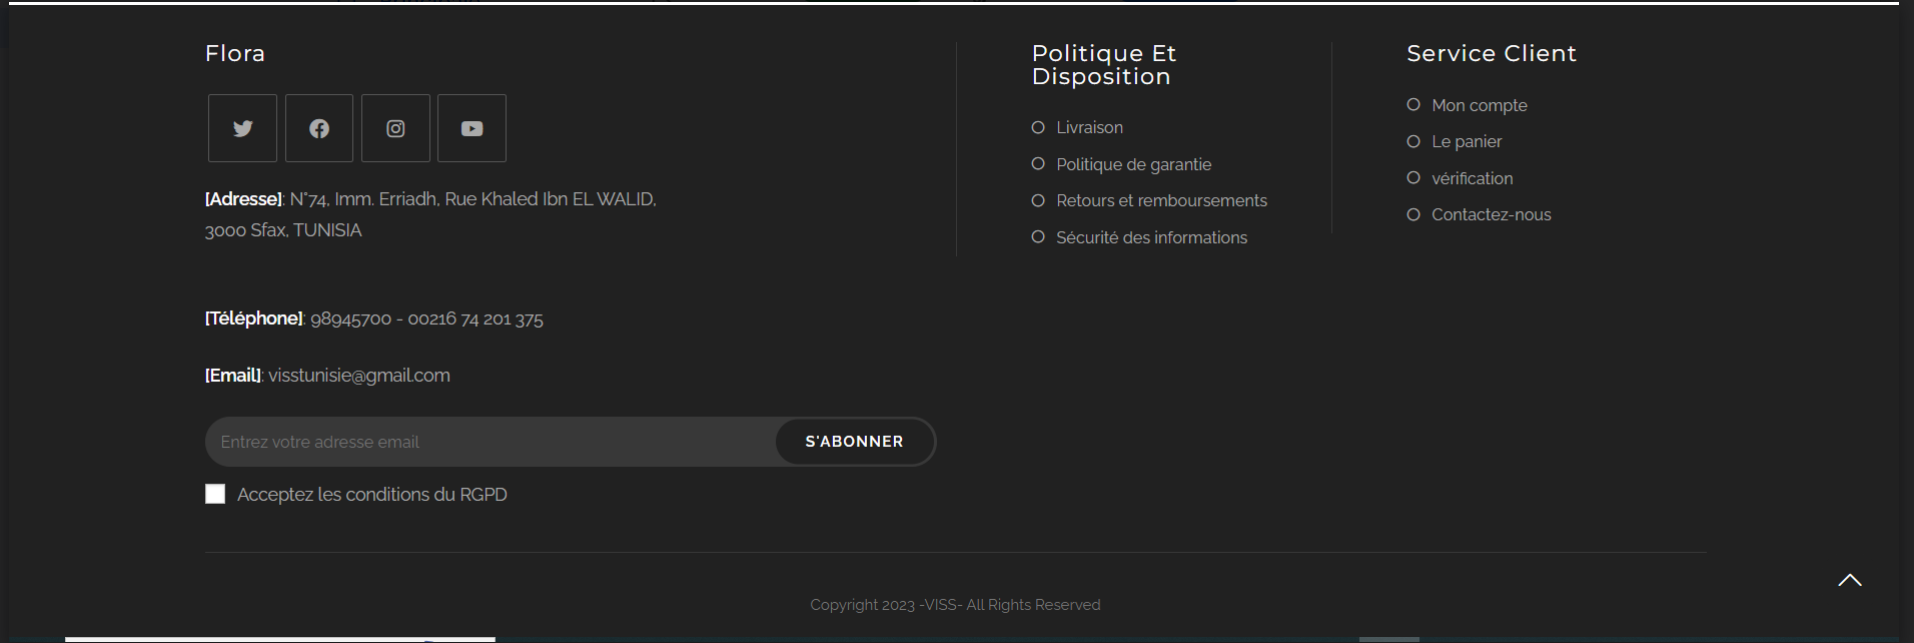 Flora
[Adresse]: N°74, Imm. Erriadh, Rue Khaled Ibn EL WALID,
3000 Sfax, TUNISIA
[Téléphone]: 98945700 - 00216 74 201 375
[Email]: visstunisie@gmail.com
Entrez votre adresse email
S'ABONNER
Acceptez les conditions du RGPD
Politique Et
Disposition
Livraison
Politique de garantie
Retours et remboursements
Sécurité des informations
Service Client
Mon compte
Le panier
vérification
Contactez-nous
Copyright 2023 -VISS- All Rights Reserved